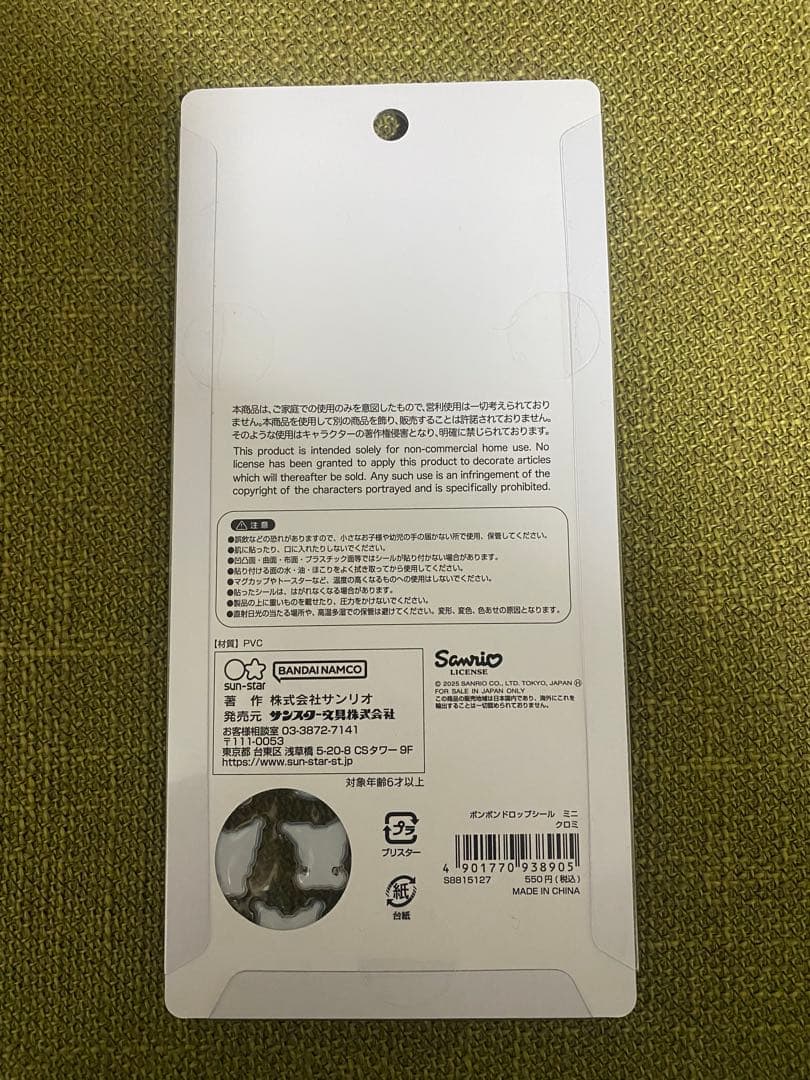 本商品は、ご家庭での使用のみを意図したもので、営利使用は一切考えられており
ません。本商品を使用して別の商品を飾り、販売することは許諾されておりません。
そのような使用はキャラクターの著作権侵害となり、明確に禁じられております。
This product is intended solely for non-commercial home use. No
license has been granted to apply this product to decorate articles
which will thereafter be sold. Any such use is an infringement of the
copyright of the characters portrayed and is specifically prohibited.
注意
●誤飲などの恐れがありますので、小さなお子様や幼児の手の届かない所で使用、保管してください。
●肌に貼ったり、口に入れたりしないでください。
●凹凸面・曲面・布面・プラスチック面等ではシールが貼り付かない場合があります。
●貼り付ける面の水・油・ほこりをよく拭き取ってから使用してください。
●マグカップやトースターなど、温度の高くなるものへの使用はしないでください。
●貼ったシールは、はがれなくなる場合があります。
●製品の上に重いものを載せたり、圧力をかけないでください。
●直射日光の当たる場所や、高温多湿での保管は避けてください。変形、変色、色あせの原因となります。
【材質】PVC
sun-star BANDAI NAMCO
著 作 株式会社サンリオ
発売元 サンスター文具株式会社
お客様相談室 03-3872-7141
〒111-0053
東京都 台東区 浅草橋 5-20-8 CSタワー 9F
https://www.sun-star-st.jp
対象年齢6才以上
Sanrio
LICENSE
© 2025 SANRIO CO., LTD. TOKYO, JAPAN Ⓗ
FOR SALE IN JAPAN ONLY
この商品の販売地域は日本国内であり、海外にこれを
輸出することは一切認められておりません。
プラ
ブリスター
紙
台紙
ボンボンドロップシール ミニ
クロミ
4 901770 938905
S8815127 550円(税込)
MADE IN CHINA